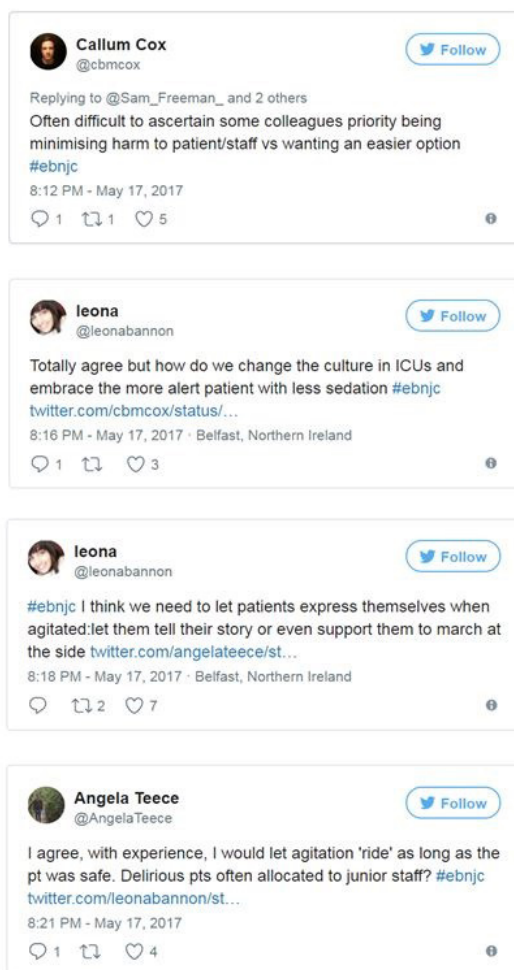 Callum Cox
Follow
@cbmcox
Replying to @Sam_Freeman_ and 2 others
Often difficult to ascertain some colleagues priority being
minimising harm to patient/staff vs wanting an easier option
#ebnjc
8:12 PM - May 17, 2017
1 1 5
leona
Follow
@leonabannon
Totally agree but how do we change the culture in ICUs and
embrace the more alert patient with less sedation #ebnjc
twitter.com/cbmcox/status/…
8:16 PM - May 17, 2017 · Belfast, Northern Ireland
1 3
leona
Follow
@leonabannon
#ebnjc I think we need to let patients express themselves when
agitated:let them tell their story or even support them to march at
the side twitter.com/angelateece/st…
8:18 PM - May 17, 2017 · Belfast, Northern Ireland
2 7
Angela Teece
Follow
@AngelaTeece
I agree, with experience, I would let agitation 'ride' as long as the
pt was safe. Delirious pts often allocated to junior staff? #ebnjc
twitter.com/leonabannon/st…
8:21 PM - May 17, 2017
1 4